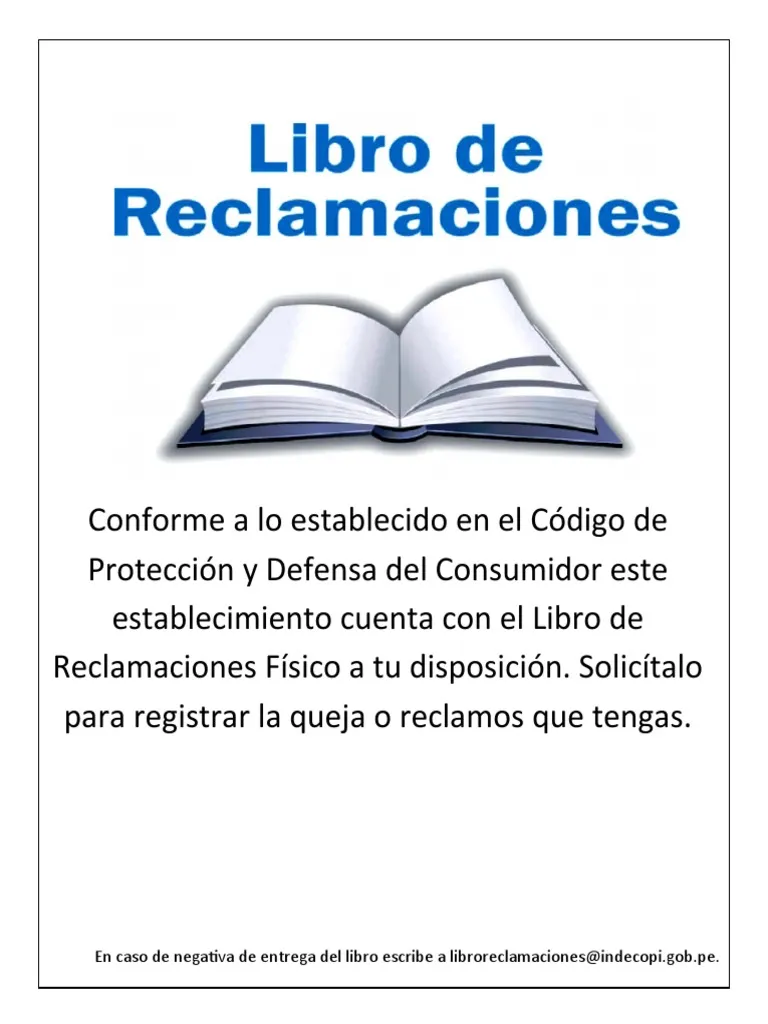 Libro de
Reclamaciones
Conforme a lo establecido en el Código de
Protección y Defensa del Consumidor este
establecimiento cuenta con el Libro de
Reclamaciones Físico a tu disposición. Solicítalo
para registrar la queja o reclamos que tengas.
En caso de negativa de entrega del libro escribe a libroreclamaciones@indecopi.gob.pe.